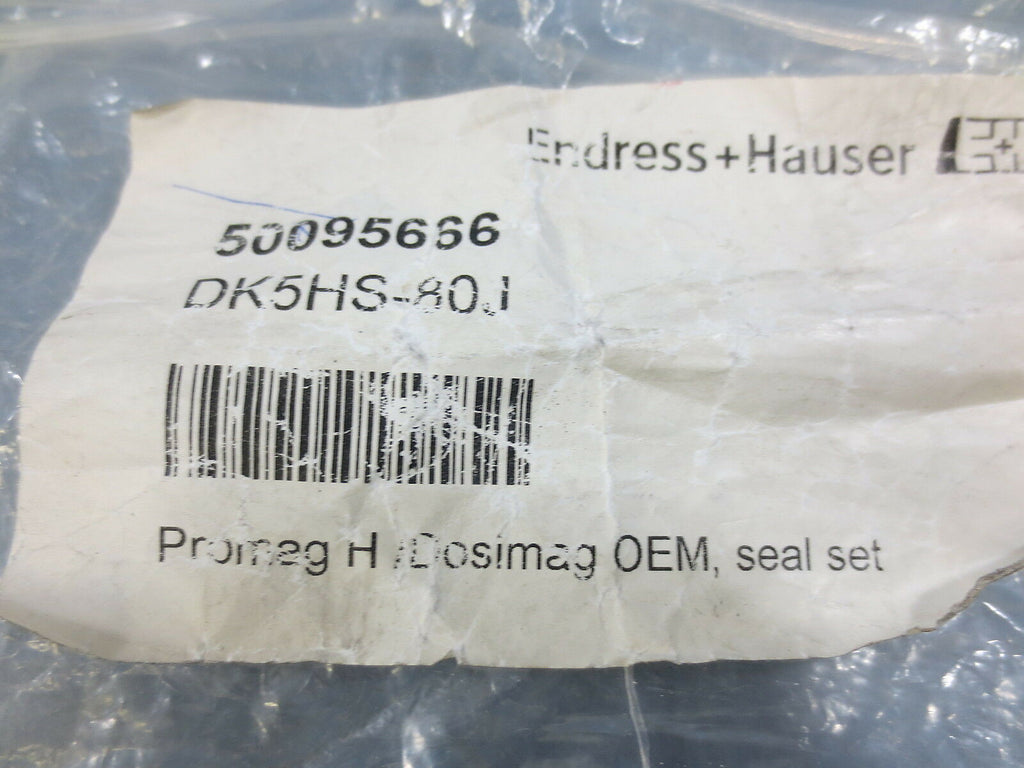 Endress+Hauser
50095666
DK5HS-80J
Promag H /Dosimag OEM, seal set